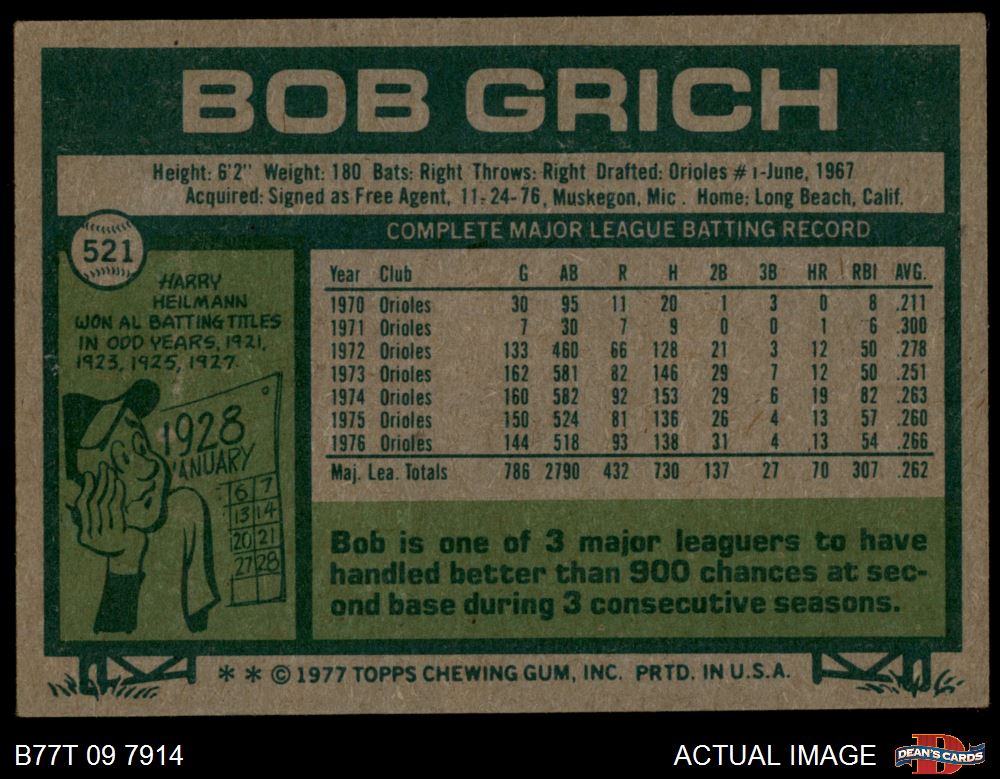 BOB GRICH
Height: 6'2" Weight: 180 Bats: Right Throws: Right Drafted: Orioles # 1-June, 1967
Acquired: Signed as Free Agent, 11-24-76, Muskegon, Mic. Home: Long Beach, Calif.
521
COMPLETE MAJOR LEAGUE BATTING RECORD
HARRY
HEILMANN
WON AL BATTING TITLES
IN ODD YEARS, 1921,
1923, 1925, 1927.
1928
JANUARY
6 7
13 14
20 21
27 28
Year Club G AB R H 2B 3B HR RBI AVG.
1970 Orioles 30 95 11 20 1 3 0 8 .211
1971 Orioles 7 30 7 9 0 0 1 6 .300
1972 Orioles 133 460 66 128 21 3 12 50 .278
1973 Orioles 162 581 82 146 29 7 12 50 .251
1974 Orioles 160 582 92 153 29 6 19 82 .263
1975 Orioles 150 524 81 136 26 4 13 57 .260
1976 Orioles 144 518 93 138 31 4 13 54 .266
Maj. Lea. Totals 786 2790 432 730 137 27 70 307 .262
Bob is one of 3 major leaguers to have
handled better than 900 chances at sec-
ond base during 3 consecutive seasons.
* * © 1977 TOPPS CHEWING GUM, INC. PRTD. IN U.S.A.
B77T 09 7914
ACTUAL IMAGE
DEAN'S CARDS